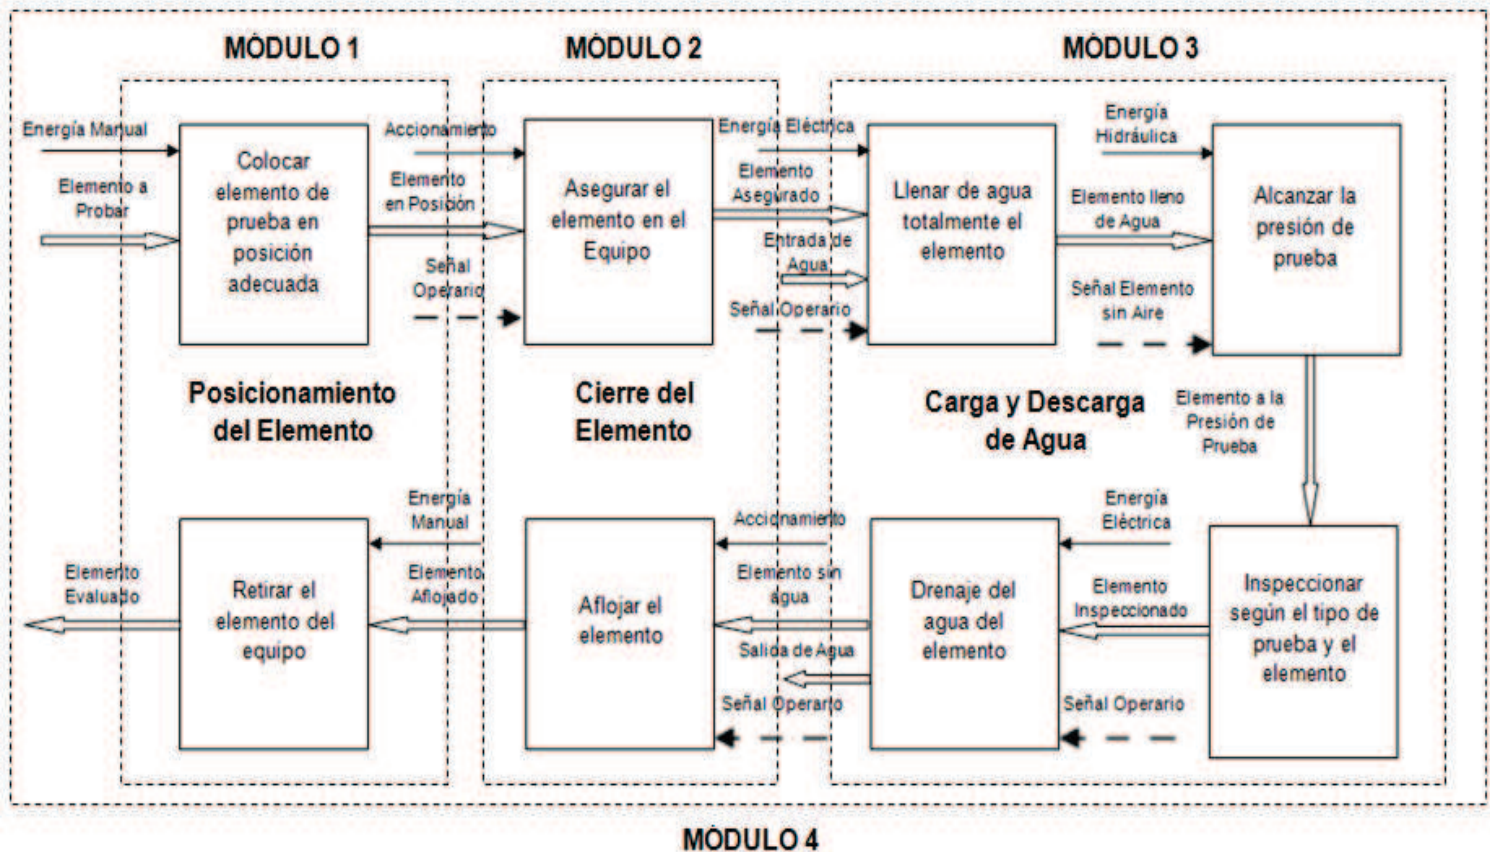 MÓDULO 1
MÓDULO 2
MÓDULO 3
Energía Manual
Elemento a
Probar
Colocar
elemento de
prueba en
posición
adecuada
Accionamiento
Elemento
en Posición
Señal
Operario
Asegurar el
elemento en el
Equipo
Energía Eléctrica
Elemento
Asegurado
Entrada de
Agua
Señal Operario
Llenar de agua
totalmente el
elemento
Energía
Hidráulica
Elemento lleno
de Agua
Señal Elemento
sin Aire
Alcanzar la
presión de
prueba
Posicionamiento
del Elemento
Cierre del
Elemento
Carga y Descarga
de Agua
Elemento a la
Presión de
Prueba
Elemento
Evaluado
Retirar el
elemento del
equipo
Energía
Manual
Elemento
Aflojado
Aflojar el
elemento
Accionamiento
Elemento sin
agua
Salida de Agua
Señal Operario
Drenaje del
agua del
elemento
Energía
Eléctrica
Elemento
Inspeccionado
Señal Operario
Inspeccionar
según el tipo de
prueba y el
elemento
MÓDULO 4